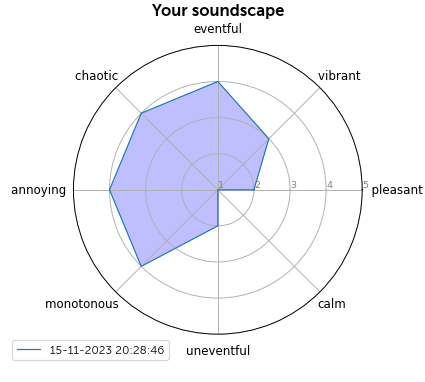 Your soundscape
eventful
chaotic
vibrant
annoying
1
2
3
4
5
pleasant
monotonous
calm
uneventful
15-11-2023 20:28:46